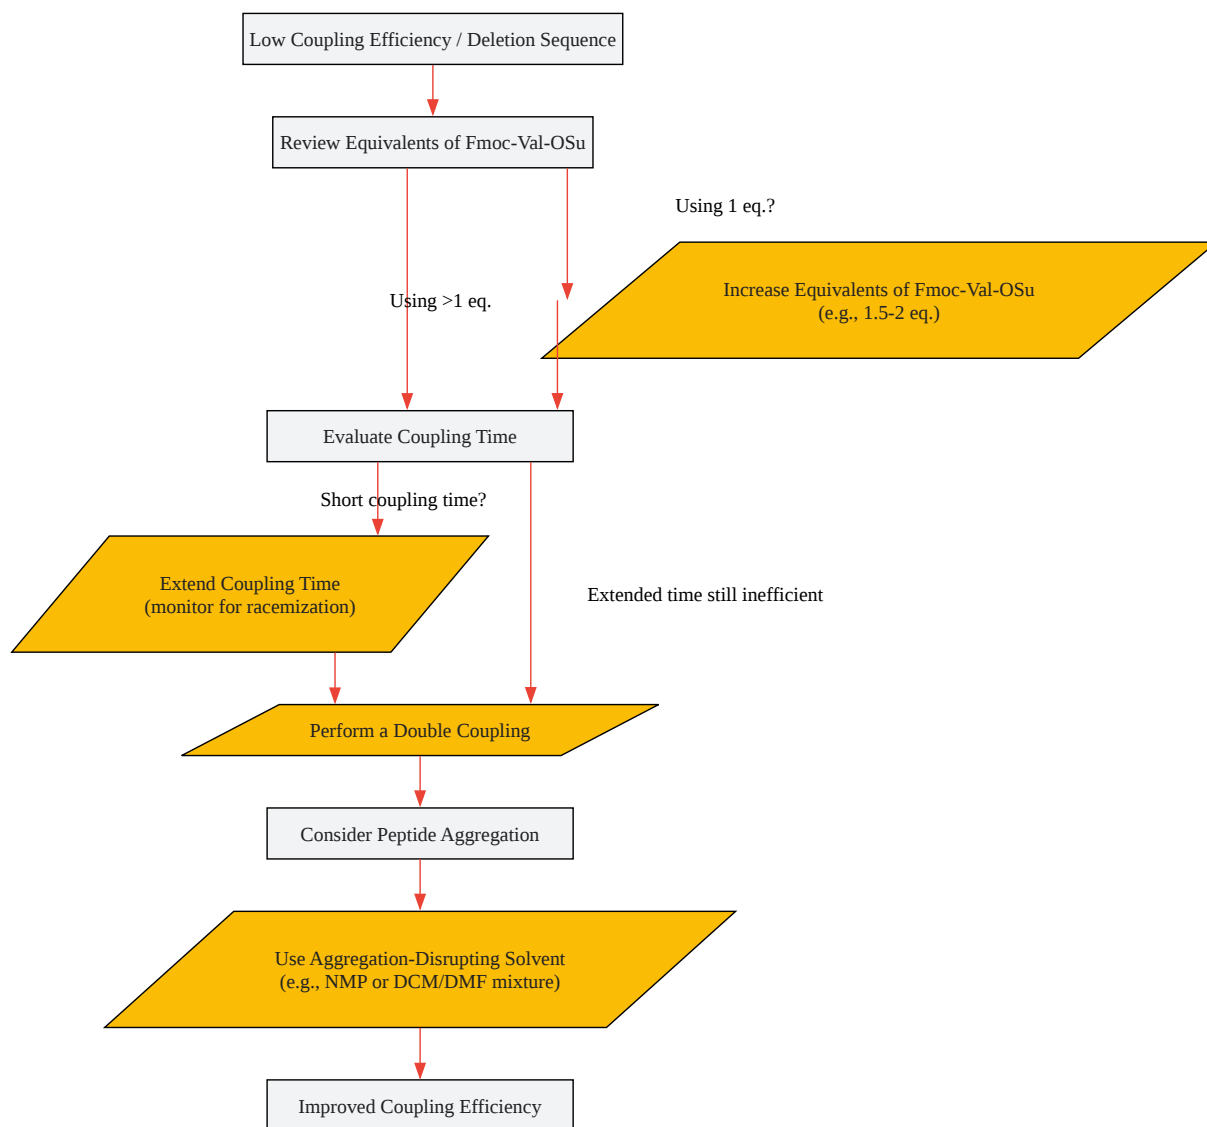 Low Coupling Efficiency / Deletion Sequence
Review Equivalents of Fmoc-Val-OSu
Using 1 eq.?
Increase Equivalents of Fmoc-Val-OSu
(e.g., 1.5-2 eq.)
Using >1 eq.
Evaluate Coupling Time
Short coupling time?
Extend Coupling Time
(monitor for racemization)
Extended time still inefficient
Perform a Double Coupling
Consider Peptide Aggregation
Use Aggregation-Disrupting Solvent
(e.g., NMP or DCM/DMF mixture)
Improved Coupling Efficiency